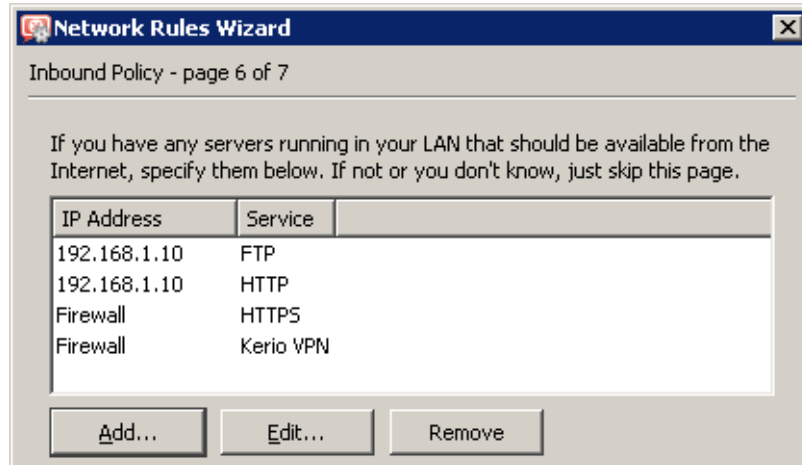 Network Rules Wizard
Inbound Policy - page 6 of 7
If you have any servers running in your LAN that should be available from the
Internet, specify them below. If not or you don't know, just skip this page.
IP Address Service
192.168.1.10 FTP
192.168.1.10 HTTP
Firewall HTTPS
Firewall Kerio VPN
Add... Edit... Remove